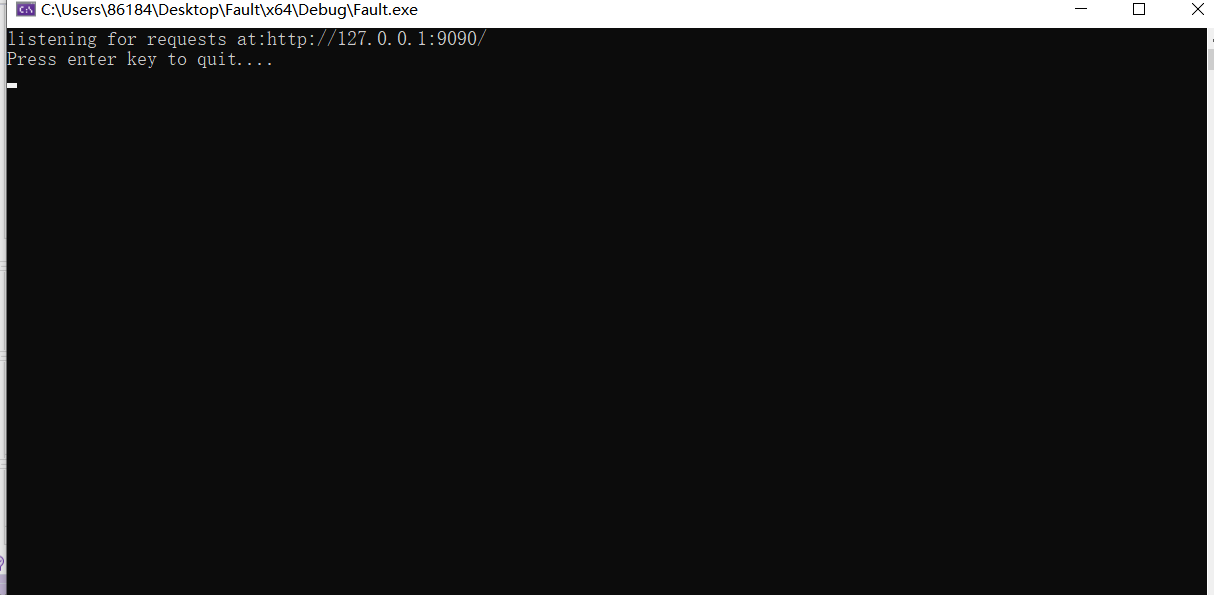 C:\Users\86184\Desktop\Fault\x64\Debug\Fault.exe
listening for requests at:http://127.0.0.1:9090/
Press enter key to quit....